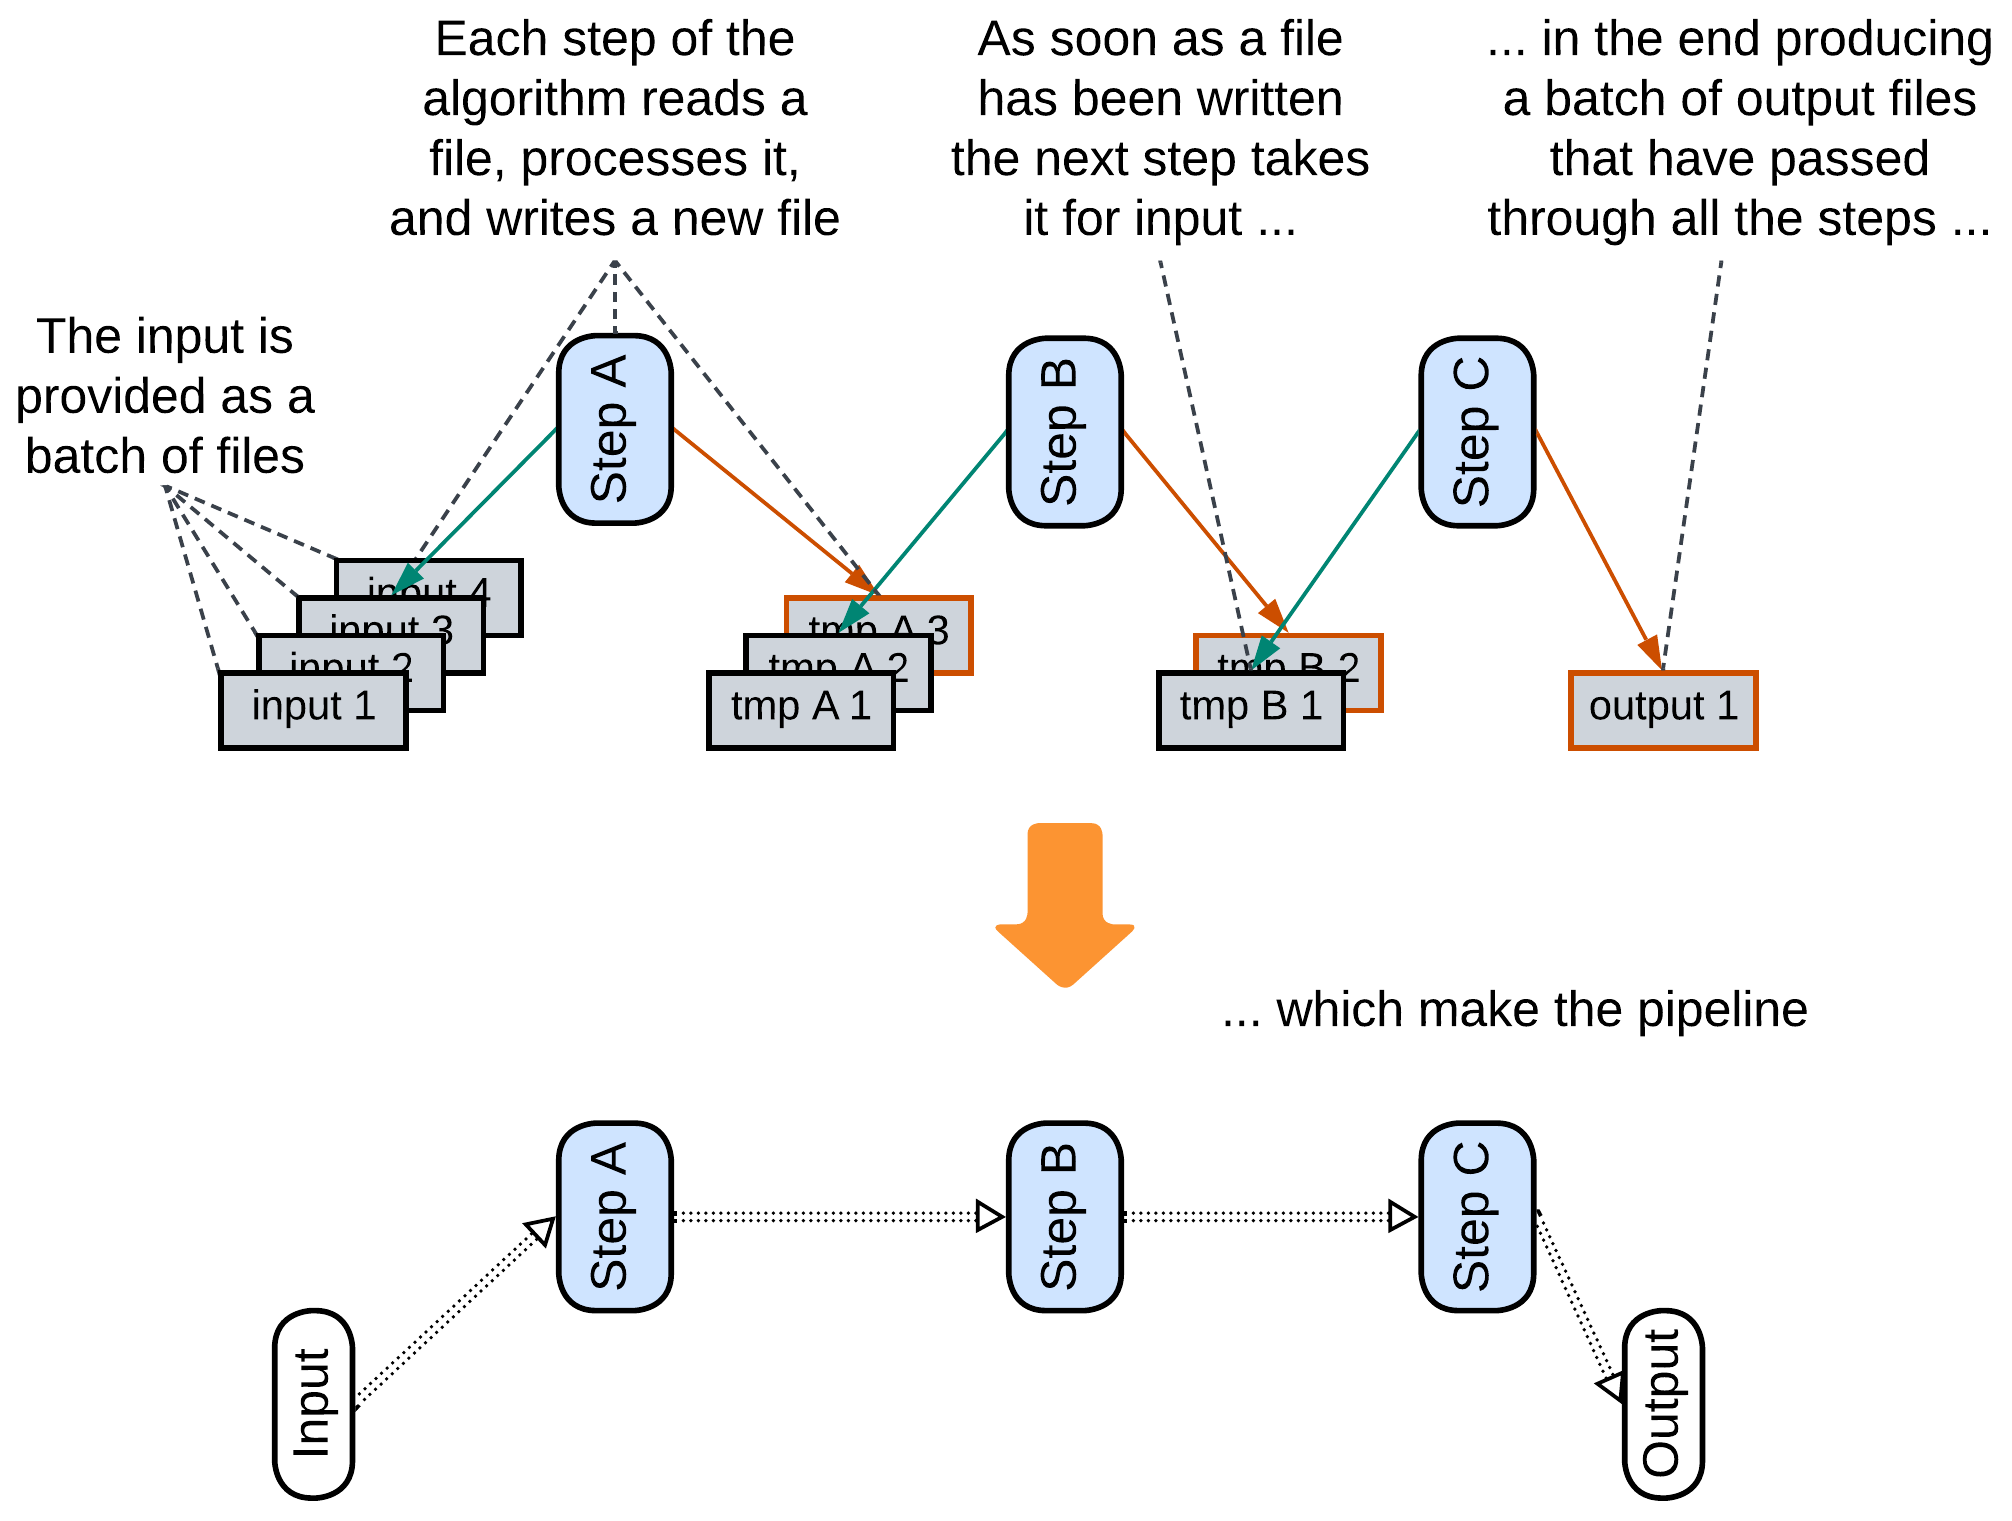 Each step of the
algorithm reads a
file, processes it,
and writes a new file
As soon as a file
has been written
the next step takes
it for input ...
... in the end producing
a batch of output files
that have passed
through all the steps ...
The input is
provided as a
batch of files
Step A
Step B
Step C
input 4
input 3
input 2
input 1
tmp A 3
tmp A 2
tmp A 1
tmp B 2
tmp B 1
output 1
... which make the pipeline
Step A
Step B
Step C
Input
Output